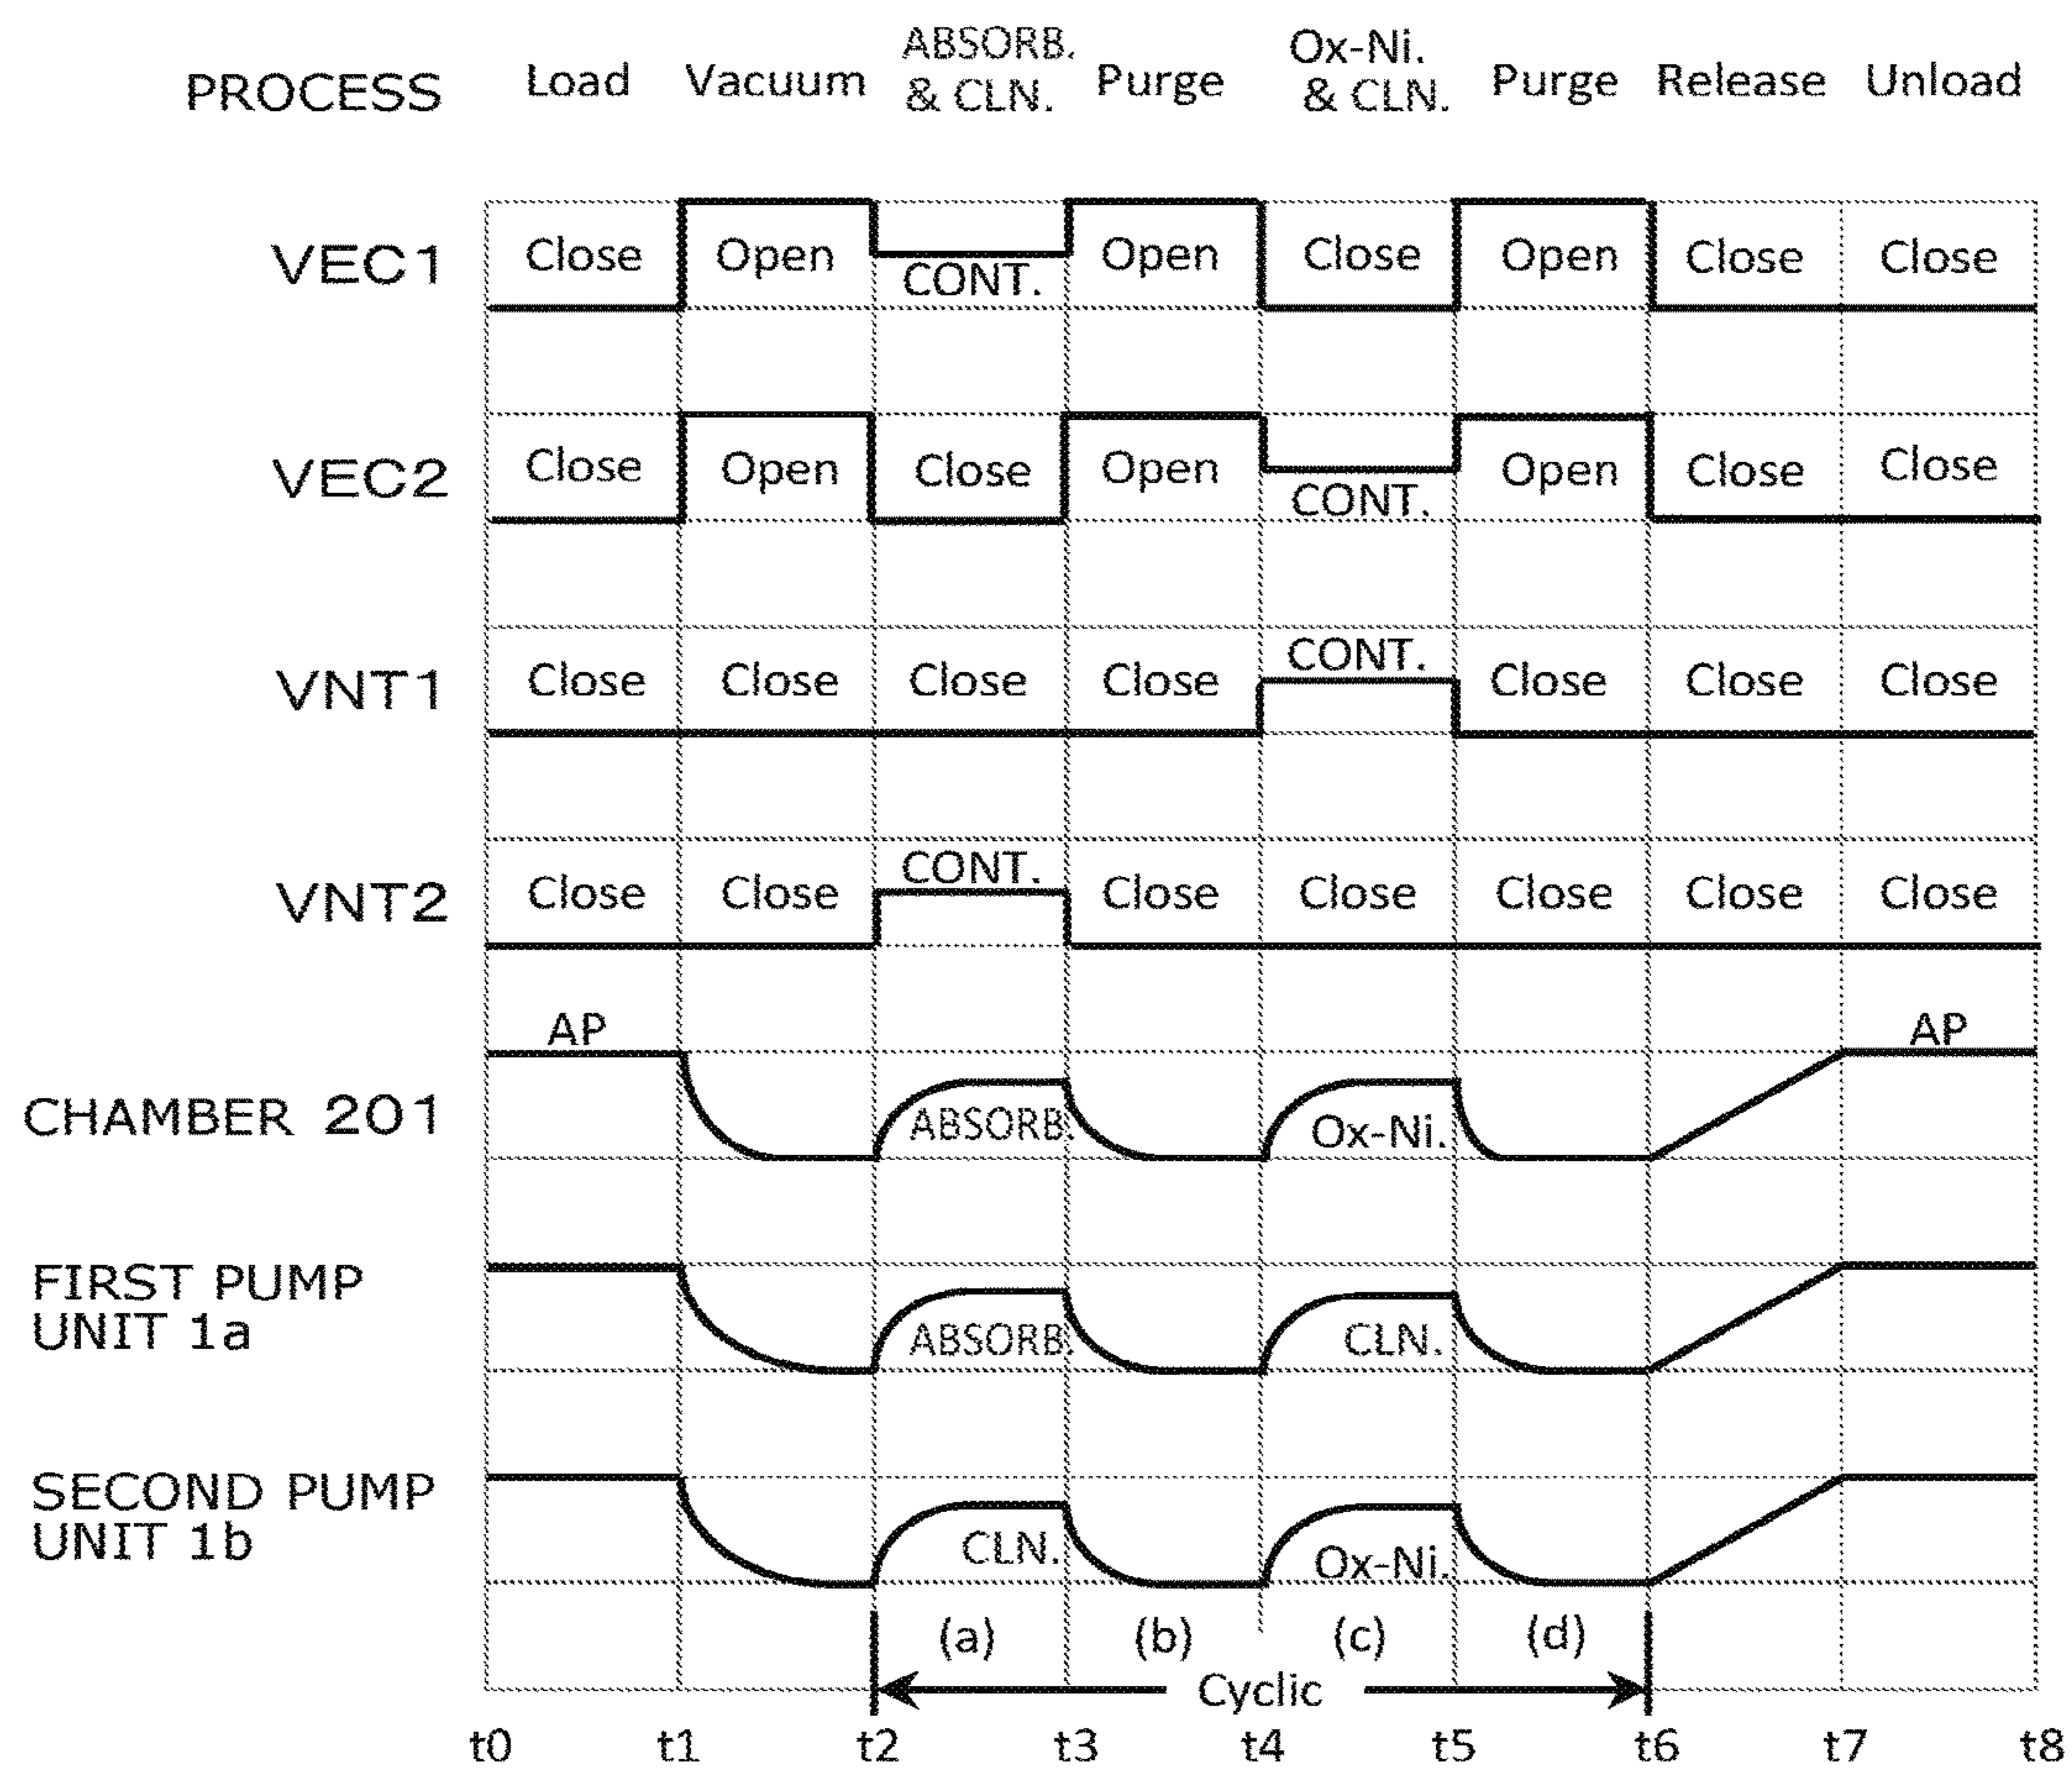 PROCESS Load Vacuum ABSORB. & CLN. Purge Ox-Ni. & CLN. Purge Release Unload
VEC1 Close Open CONT. Open Close Open Close Close
VEC2 Close Open Close Open CONT. Open Close Close
VNT1 Close Close Close Close CONT. Close Close Close
VNT2 Close Close CONT. Close Close Close Close Close
AP AP
CHAMBER 201 ABSORB. Ox-Ni.
FIRST PUMP
UNIT 1a ABSORB. CLN.
SECOND PUMP
UNIT 1b CLN. Ox-Ni.
(a) (b) (c) (d)
Cyclic
t0 t1 t2 t3 t4 t5 t6 t7 t8